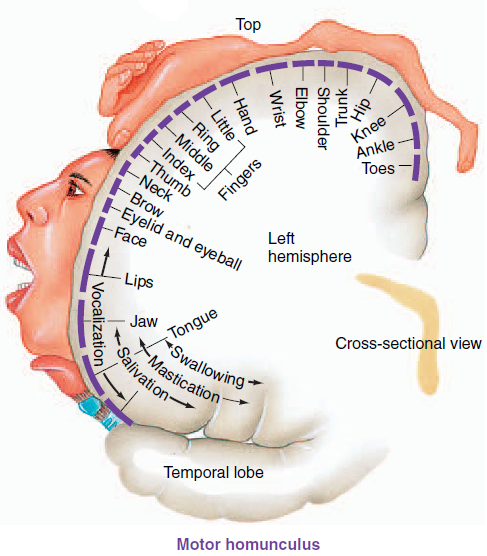 Top
Toes
Ankle
Knee
Hip
Trunk
Shoulder
Elbow
Wrist
Hand
Little
Ring
Middle
Index
Thumb
Fingers
Neck
Brow
Eyelid and eyeball
Face
Lips
Vocalization
Jaw
Tongue
Salivation
Mastication
Swallowing
Left
hemisphere
Cross-sectional view
Temporal lobe
Motor homunculus